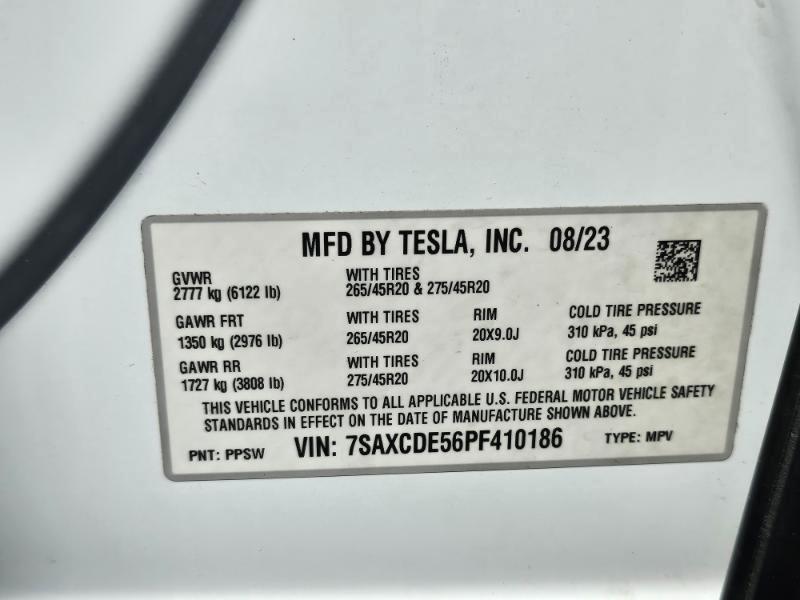 MFD BY TESLA, INC. 08/23
GVWR WITH TIRES
2777 kg (6122 lb) 265/45R20 & 275/45R20
GAWR FRT WITH TIRES RIM COLD TIRE PRESSURE
1350 kg (2976 lb) 265/45R20 20X9.0J 310 kPa, 45 psi
GAWR RR WITH TIRES RIM COLD TIRE PRESSURE
1727 kg (3808 lb) 275/45R20 20X10.0J 310 kPa, 45 psi
THIS VEHICLE CONFORMS TO ALL APPLICABLE U.S. FEDERAL MOTOR VEHICLE SAFETY
STANDARDS IN EFFECT ON THE DATE OF MANUFACTURE SHOWN ABOVE.
PNT: PPSW VIN: 7SAXCDE56PF410186 TYPE: MPV